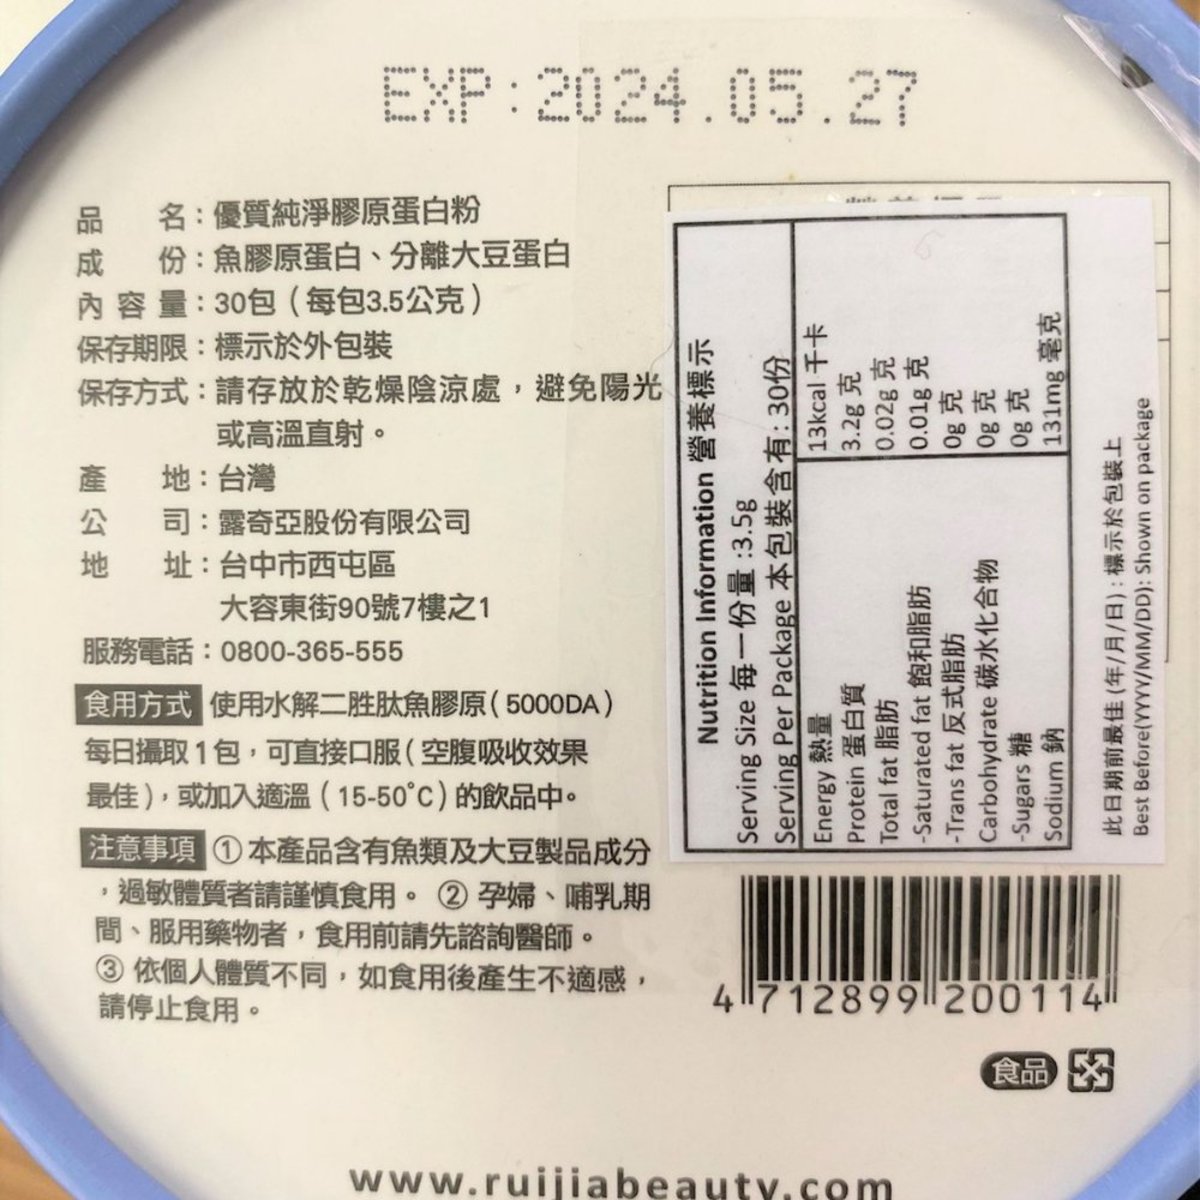 EXP:2024.05.27
品名：優質純淨膠原蛋白粉
成份：魚膠原蛋白、分離大豆蛋白
內容量：30包（每包3.5公克）
保存期限：標示於外包裝
保存方式：請存放於乾燥陰涼處，避免陽光
或高溫直射。
產地：台灣
公司：露奇亞股份有限公司
地址：台中市西屯區
大容東街90號7樓之1
服務電話：0800-365-555
食用方式 使用水解二胜肽魚膠原（5000DA）
每日攝取1包，可直接口服（空腹吸收效果
最佳），或加入適溫（15-50°C）的飲品中。
注意事項 ① 本產品含有魚類及大豆製品成分
，過敏體質者請謹慎食用。② 孕婦、哺乳期
間、服用藥物者，食用前請先諮詢醫師。
③ 依個人體質不同，如食用後產生不適感，
請停止食用。
Nutrition Information 營養標示
Serving Size 每一份量 :3.5g
Serving Per Package 本包裝含有: 30份
Energy 熱量 13kcal 千卡
Protein 蛋白質 3.2g 克
Total fat 脂肪 0.02g 克
-Saturated fat 飽和脂肪 0.01g 克
-Trans fat 反式脂肪 0g 克
Carbohydrate 碳水化合物 0g 克
-Sugars 糖 0g 克
Sodium 鈉 131mg 毫克
此日期前最佳 (年/月/日) : 標示於包裝上
Best Before(YYYY/MM/DD): Shown on package
4 712899 200114
食品
www.ruijiabeauty.com